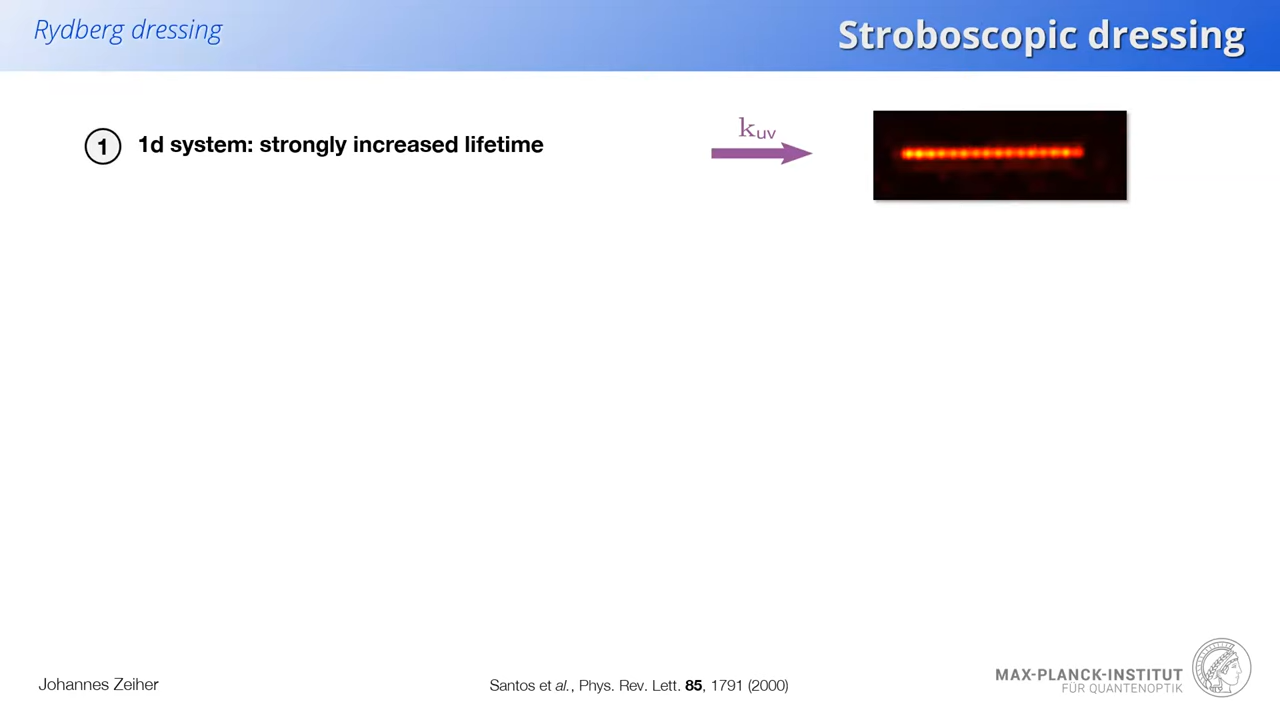 Rydberg dressing
Stroboscopic dressing
1 1d system: strongly increased lifetime
kuv
Johannes Zeiher
Santos et al., Phys. Rev. Lett. 85, 1791 (2000)
MAX-PLANCK-INSTITUT
FÜR QUANTENOPTIK